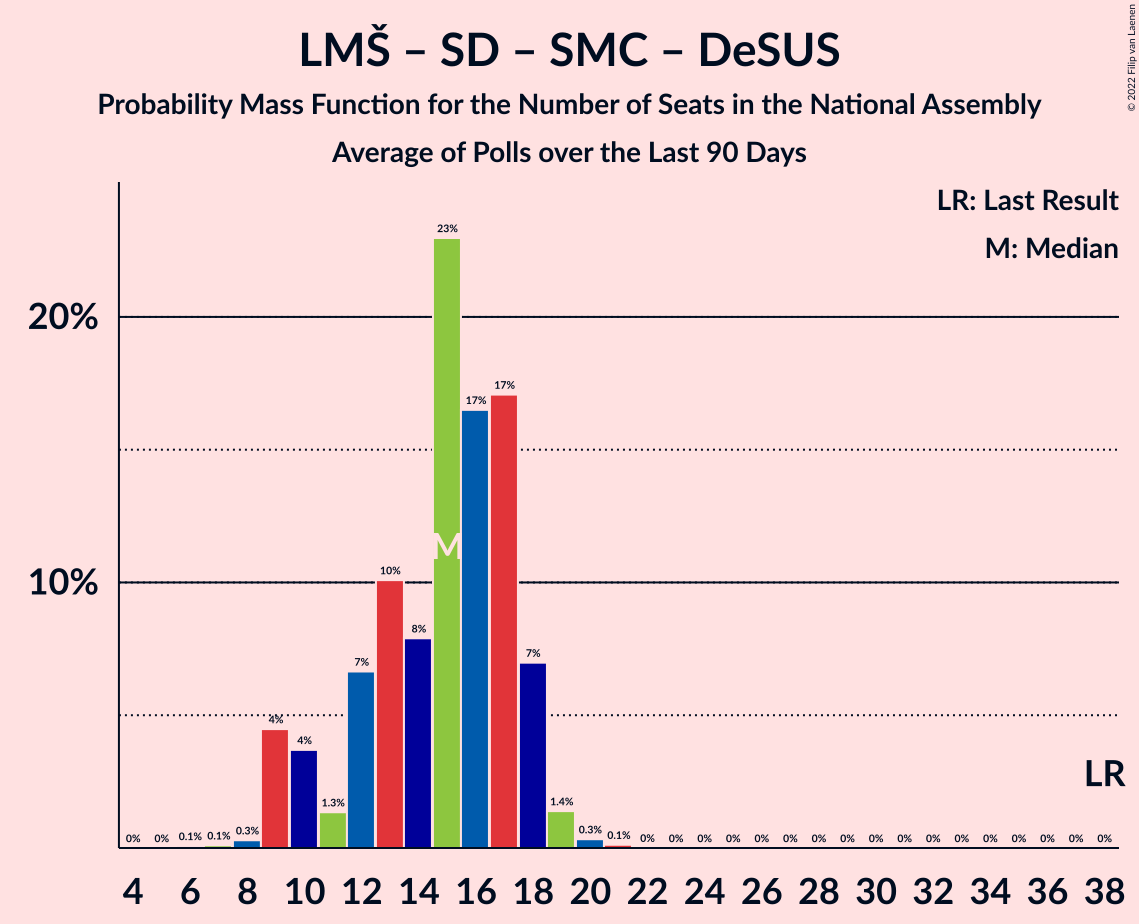 LMŠ – SD – SMC – DeSUS
Probability Mass Function for the Number of Seats in the National Assembly
Average of Polls over the Last 90 Days
© 2022 Filip van Laenen
LR: Last Result
M: Median
20%
10%
0% 0% 0.1% 0.1% 0.3% 4% 4% 1.3% 7% 10% 8% 23% 17% 17% 7% 1.4% 0.3% 0.1% 0% 0% 0% 0% 0% 0% 0% 0% 0% 0% 0% 0% 0% 0% 0% 0% 0%
M
LR
4 6 8 10 12 14 16 18 20 22 24 26 28 30 32 34 36 38